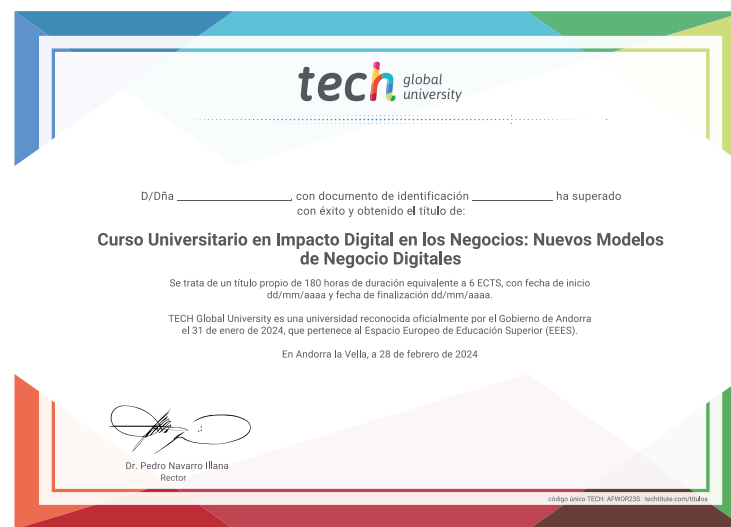 tech global
university
D/Dña ____________, con documento de identificación ____________ ha superado
con éxito y obtenido el título de:
Curso Universitario en Impacto Digital en los Negocios: Nuevos Modelos
de Negocio Digitales
Se trata de un título propio de 180 horas de duración equivalente a 6 ECTS, con fecha de inicio
dd/mm/aaaa y fecha de finalización dd/mm/aaaa.
TECH Global University es una universidad reconocida oficialmente por el Gobierno de Andorra
el 31 de enero de 2024, que pertenece al Espacio Europeo de Educación Superior (EEES).
En Andorra la Vella, a 28 de febrero de 2024
Dr. Pedro Navarro Illana
Rector
código único TECH: AFWOR23S techtitute.com/titulos